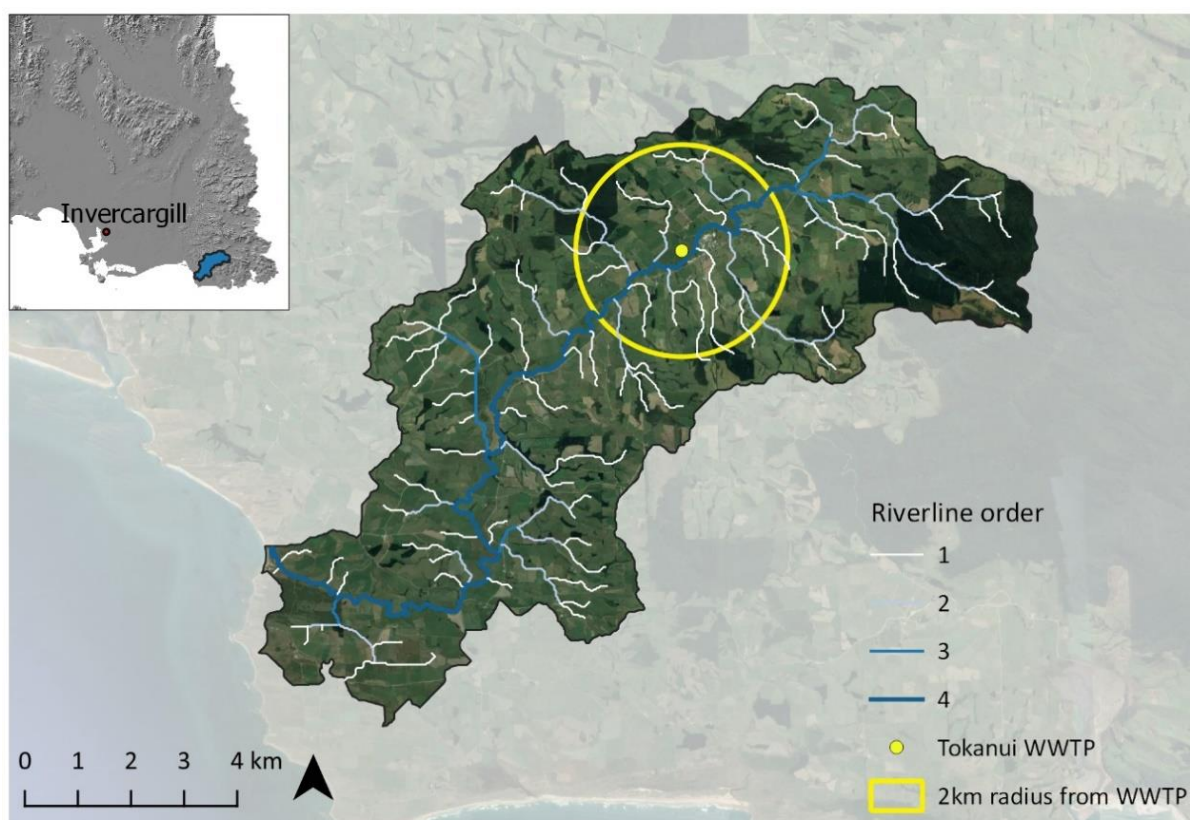 Invercargill
Riverline order
1
2
3
4
Tokanui WWTP
2km radius from WWTP
0 1 2 3 4 km